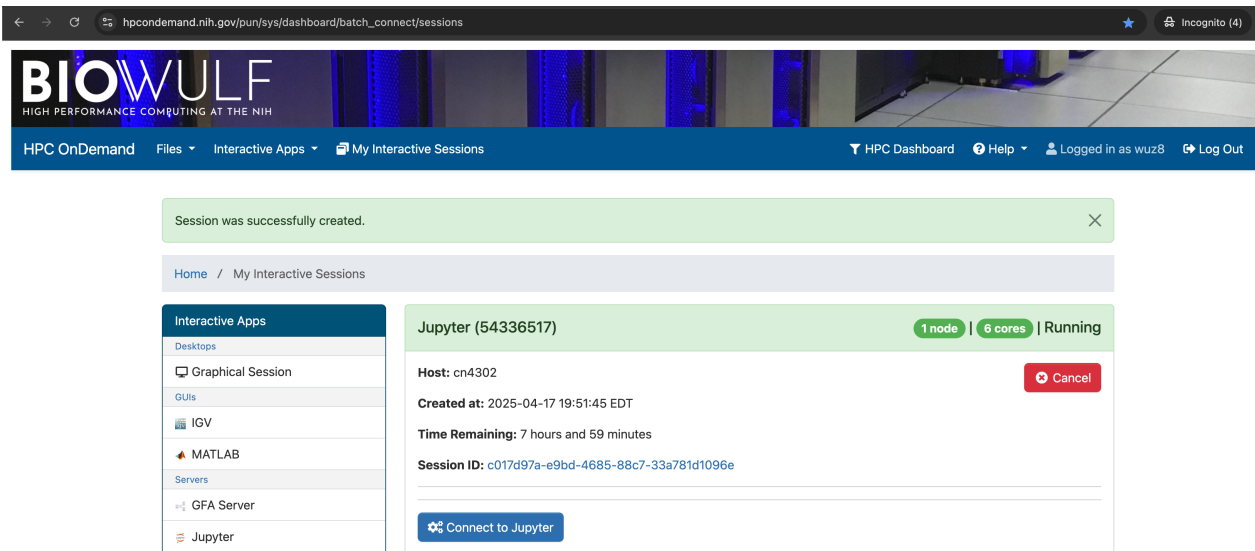 hpcondemand.nih.gov/pun/sys/dashboard/batch_connect/sessions
Incognito (4)
BIOWULF
HIGH PERFORMANCE COMPUTING AT THE NIH
HPC OnDemand Files Interactive Apps My Interactive Sessions HPC Dashboard Help Logged in as wuz8 Log Out
Session was successfully created.
Home / My Interactive Sessions
Interactive Apps
Desktops
Graphical Session
GUIs
IGV
MATLAB
Servers
GFA Server
Jupyter
Jupyter (54336517) 1 node | 6 cores | Running
Host: cn4302
Cancel
Created at: 2025-04-17 19:51:45 EDT
Time Remaining: 7 hours and 59 minutes
Session ID: c017d97a-e9bd-4685-88c7-33a781d1096e
Connect to Jupyter